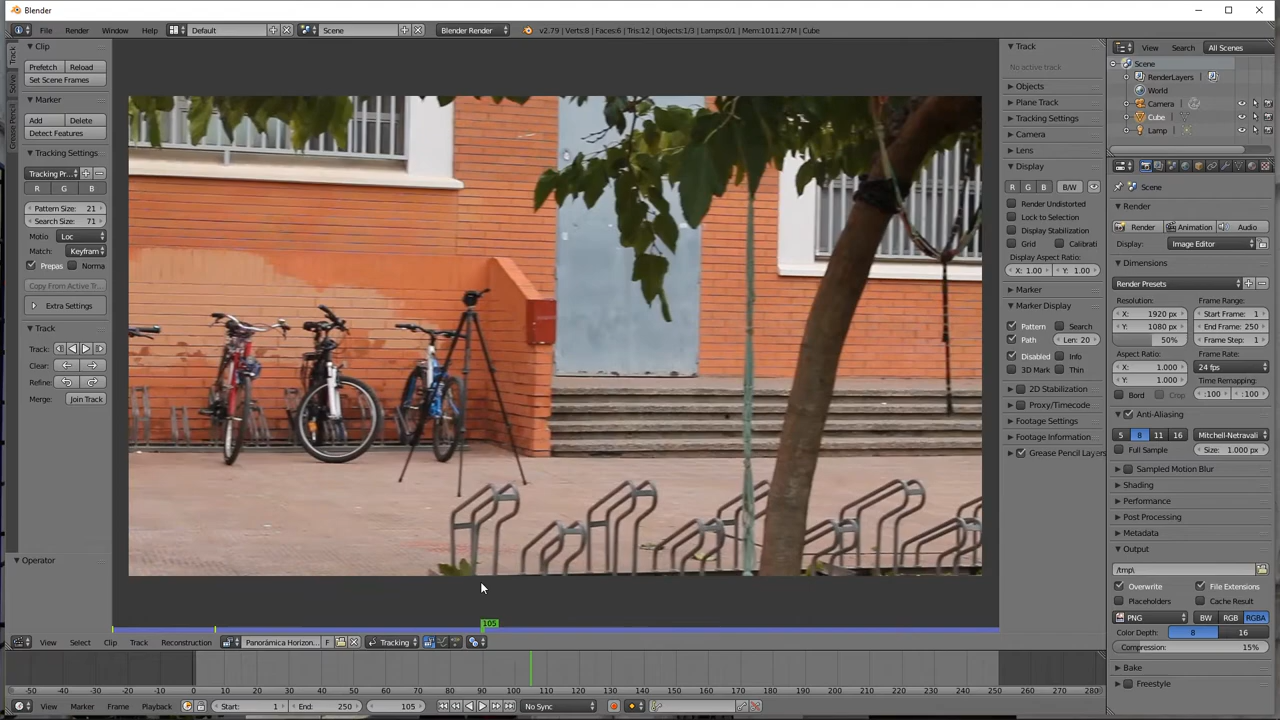 Blender
File Render Window Help Default Scene Blender Render v2.79 | Verts:8 | Faces:6 | Tris:12 | Objects:1/3 | Lamps:0/1 | Mem:1011.27M | Cube
Track
Solve
Grease Pencil
Clip
Prefetch Reload
Set Scene Frames
Marker
Add Delete
Detect Features
Tracking Settings
Tracking Pr...
R G B
Pattern Size: 21
Search Size: 71
Motio Loc
Match: Keyfram
Prepas Norma
Copy From Active Tr
Extra Settings
Track
Track:
Clear:
Refine:
Merge: Join Track
Operator
Track
No active track
Objects
Plane Track
Tracking Settings
Camera
Lens
Display
R G B B/W
Render Undistorted
Lock to Selection
Display Stabilization
Grid Calibrati
Display Aspect Ratio:
X: 1.00 Y: 1.00
Marker
Marker Display
Pattern Search
Path Len: 20
Disabled Info
3D Mark Thin
2D Stabilization
Proxy/Timecode
Footage Settings
Footage Information
Grease Pencil Layers
View Search All Scenes
Scene
RenderLayers
World
Camera
Cube
Lamp
Scene
Render
Render Animation Audio
Display: Image Editor
Dimensions
Render Presets
Resolution: Frame Range:
X: 1920 px Start Frame: 1
Y: 1080 px End Frame: 250
50% Frame Step: 1
Aspect Ratio: Frame Rate:
X: 1.000 24 fps
Y: 1.000 Time Remapping:
Bord Crop :100 :100
Anti-Aliasing
5 8 11 16 Mitchell-Netravali
Full Sample Size: 1.000 px
Sampled Motion Blur
Shading
Performance
Post Processing
Metadata
Output
/tmp\
Overwrite File Extensions
Placeholders Cache Result
PNG BW RGB RGBA
Color Depth: 8 16
Compression: 15%
Bake
Freestyle
105
View Select Clip Track Reconstruction Panorámica Horizon... F Tracking
-50 -40 -30 -20 -10 0 10 20 30 40 50 60 70 80 90 100 110 120 130 140 150 160 170 180 190 200 210 220 230 240 250 260 270 280
View Marker Frame Playback Start: 1 End: 250 105 No Sync